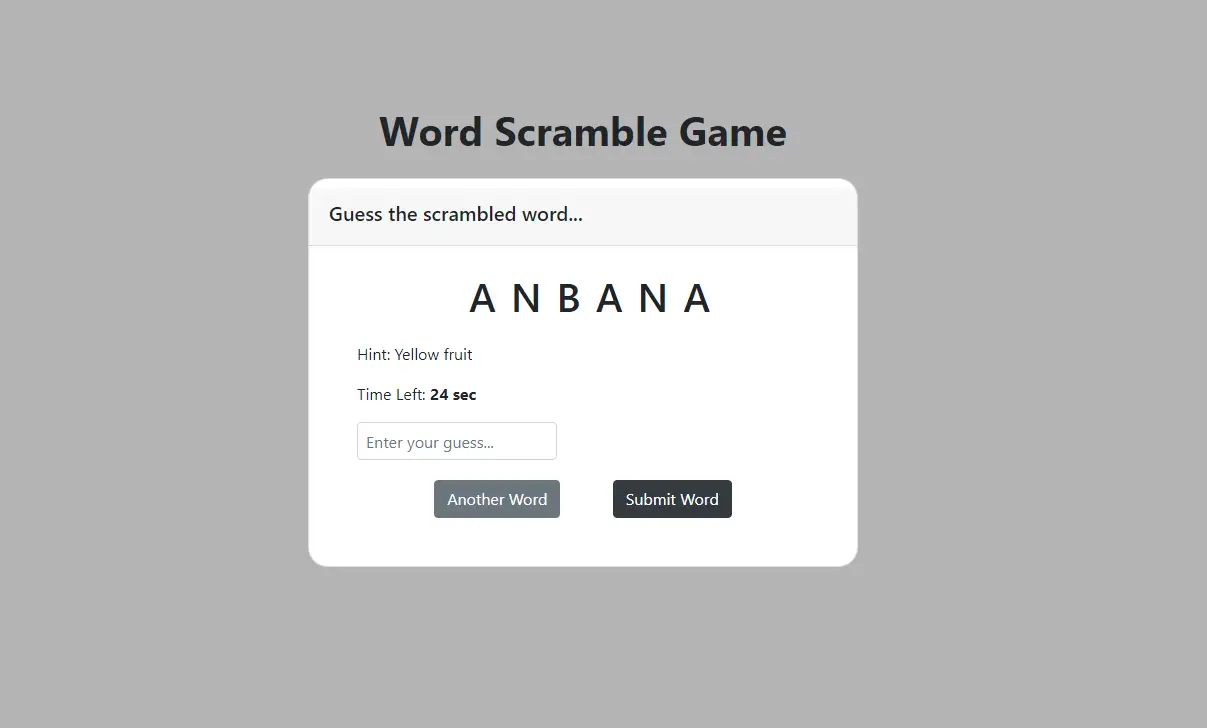 Word Scramble Game
Guess the scrambled word...
A N B A N A
Hint: Yellow fruit
Time Left: 24 sec
Enter your guess...
Another Word Submit Word